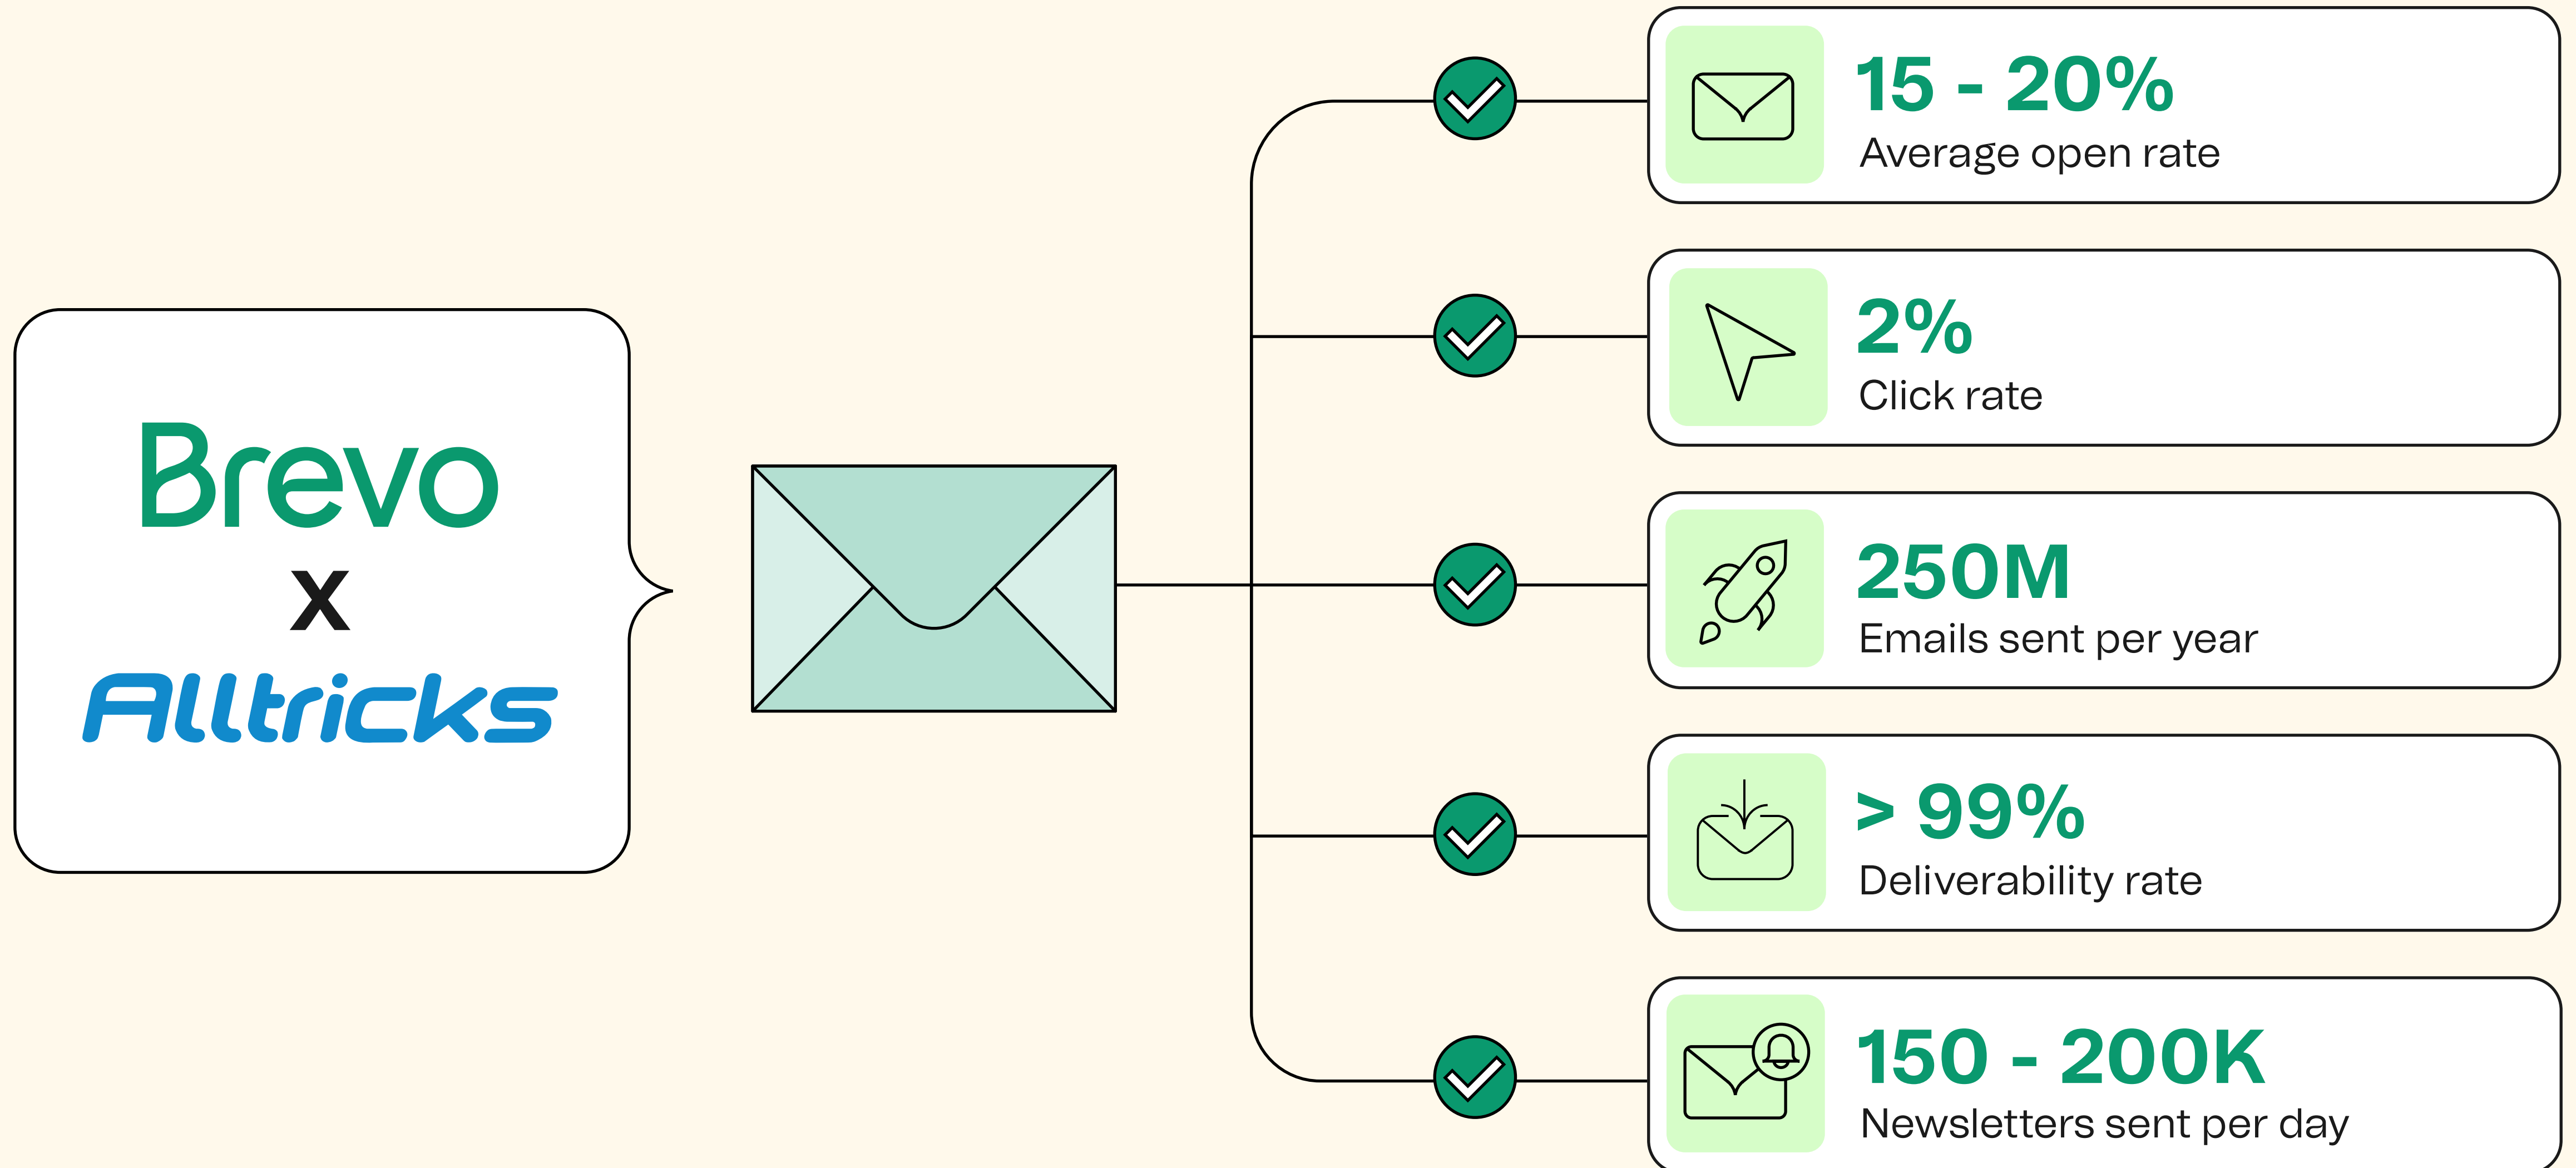 Brevo
x
Alltricks
15 - 20%
Average open rate
2%
Click rate
250M
Emails sent per year
> 99%
Deliverability rate
150 - 200K
Newsletters sent per day